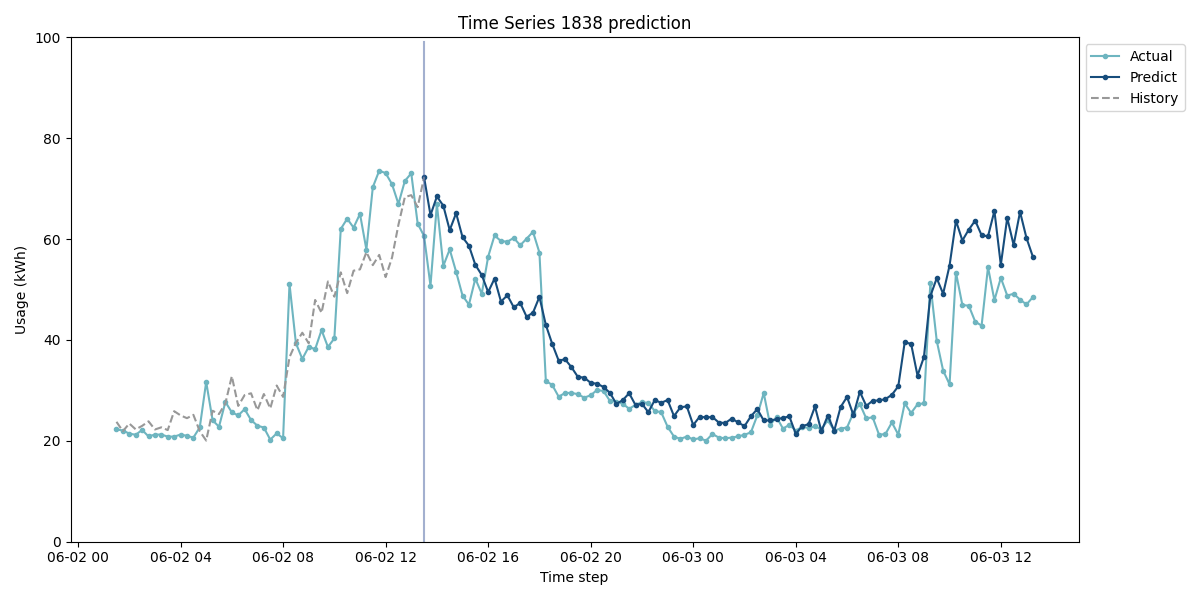 Time Series 1838 prediction
100
80
60
40
20
0
Usage (kWh)
06-02 00
06-02 04
06-02 08
06-02 12
06-02 16
06-02 20
06-03 00
06-03 04
06-03 08
06-03 12
Time step
Actual
Predict
History